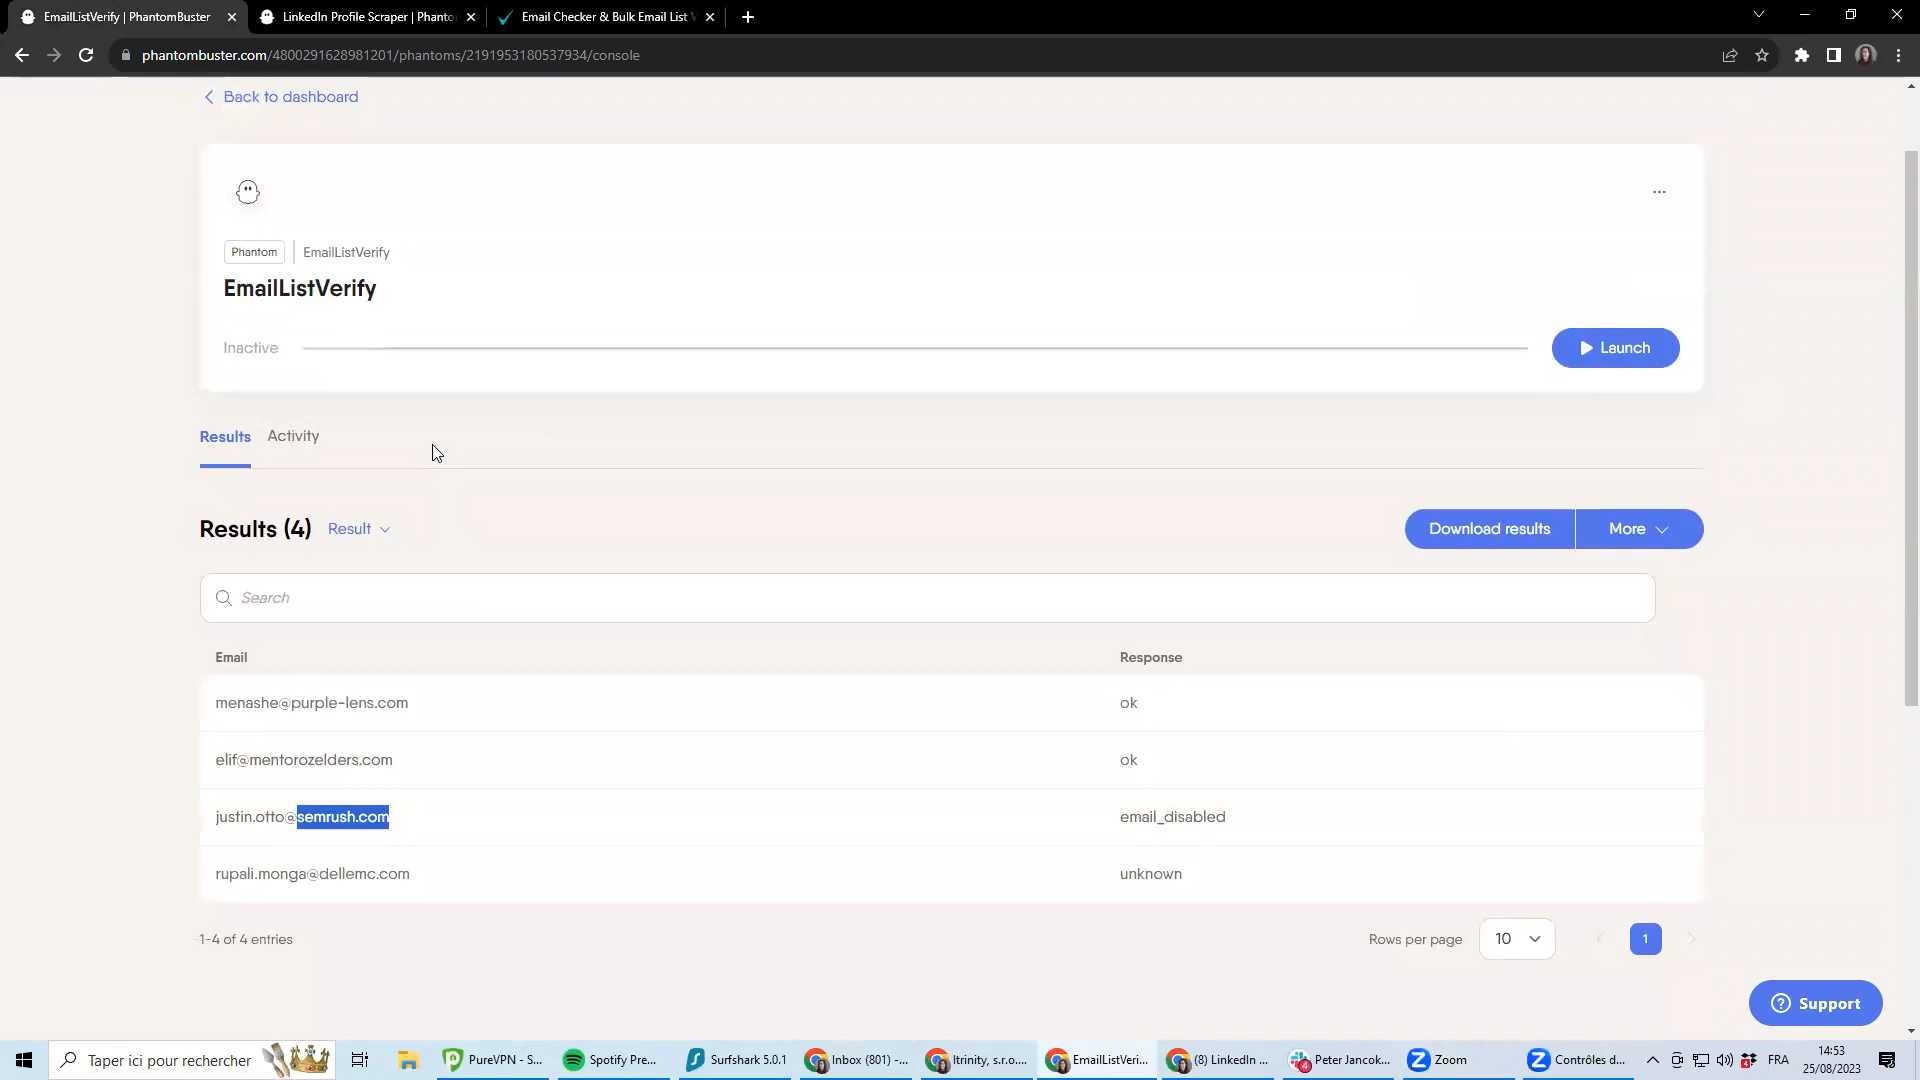 EmailListVerify | PhantomBuster
LinkedIn Profile Scraper | Phanto
Email Checker & Bulk Email List V
phantombuster.com/4800291628981201/phantoms/2191953180537934/console
Back to dashboard
Phantom | EmailListVerify
EmailListVerify
Inactive
Launch
Results Activity
Results (4) Result
Download results More
Search
Email Response
menashe@purple-lens.com ok
elif@mentorozelders.com ok
justin.otto@semrush.com email_disabled
rupali.monga@dellemc.com unknown
1-4 of 4 entries
Rows per page 10 1
Support
Taper ici pour rechercher
PureVPN - S...
Spotify Pre...
Surfshark 5.0.1
Inbox (801) -...
Itrinity, s.r.o....
EmailListVeri...
(8) LinkedIn ...
Peter Jancok...
Zoom
Contrôles d...
FRA
14:53
25/08/2023